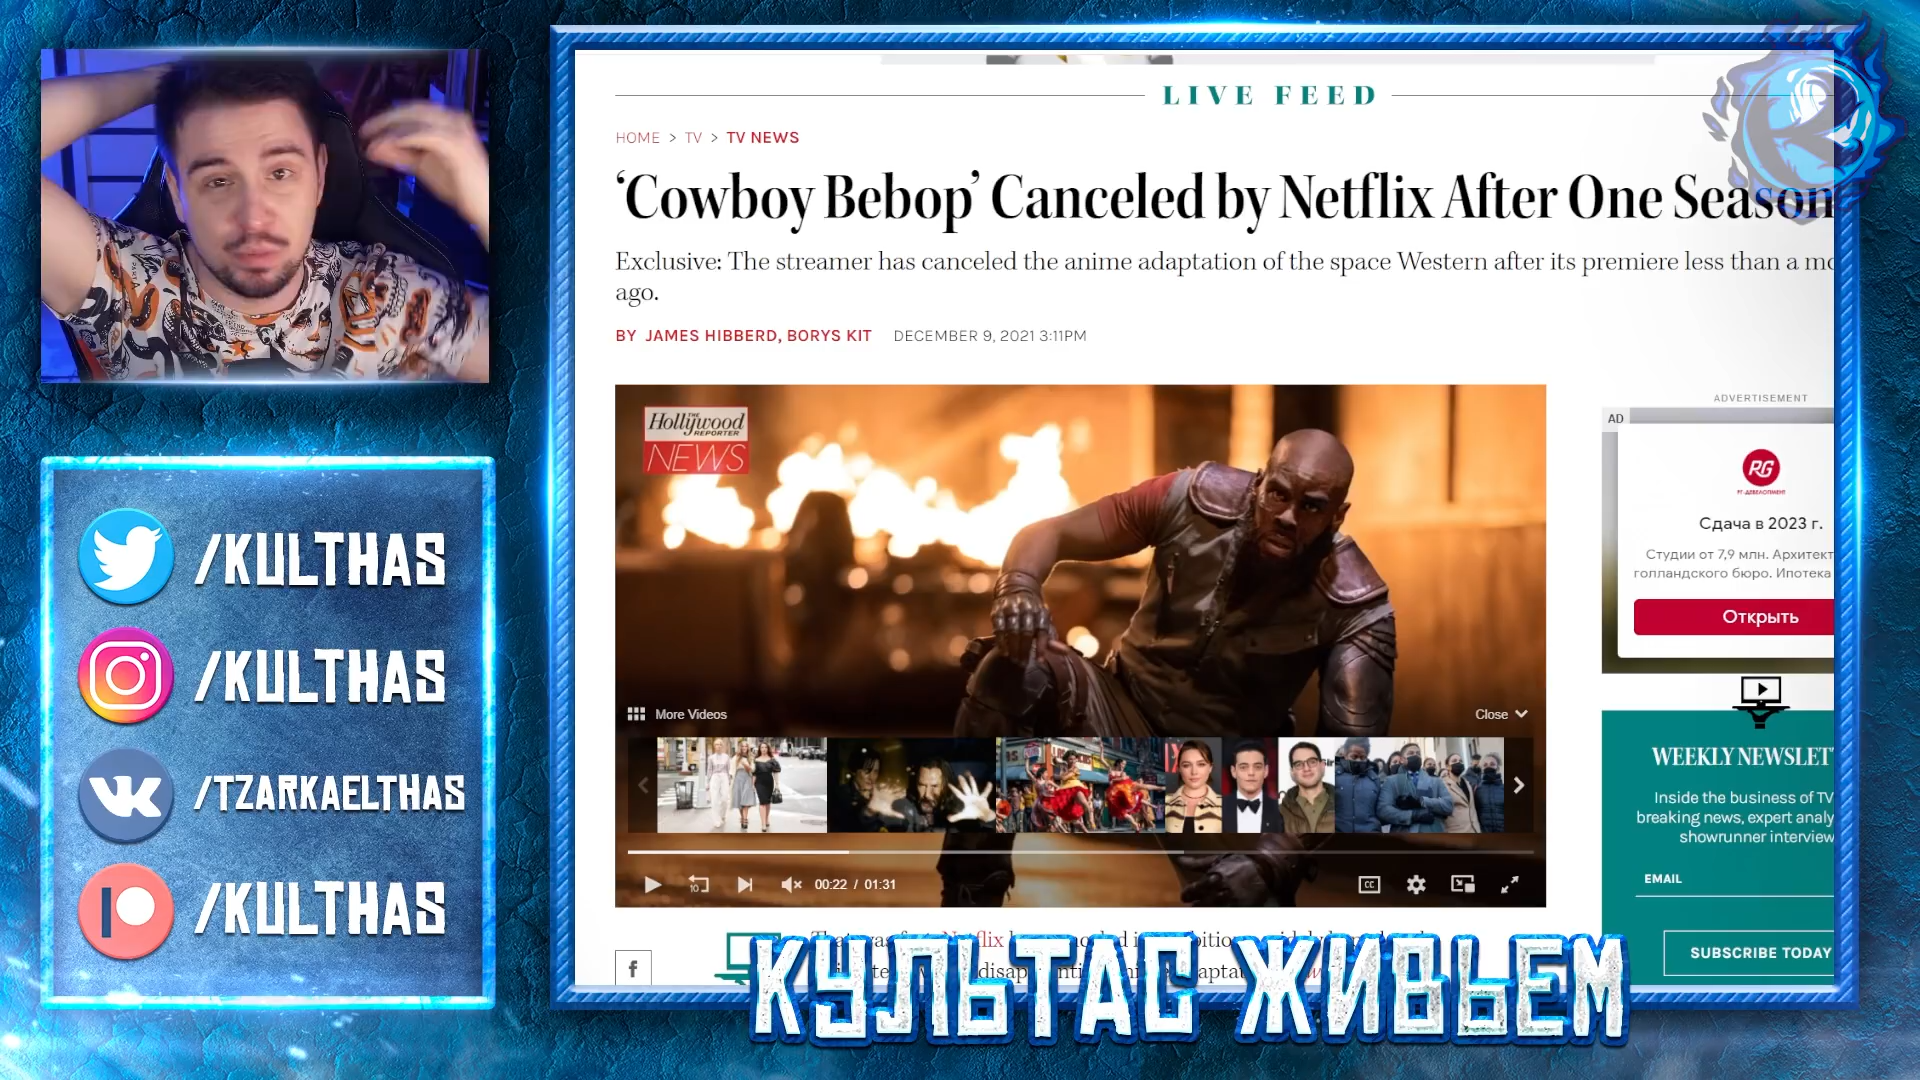 /KULTHAS
/KULTHAS
/TZARKAELTHAS
/KULTHAS
LIVE FEED
HOME > TV > TV NEWS
‘Cowboy Bebop’ Canceled by Netflix After One Season
Exclusive: The streamer has canceled the anime adaptation of the space Western after its premiere less than a mo
ago.
BY JAMES HIBBERD, BORYS KIT DECEMBER 9, 2021 3:11PM
The Hollywood
REPORTER
NEWS
More Videos
Close
10
00:22 / 01:31
CC
ADVERTISEMENT
AD
RG
РГ-ДЕВЕЛОПМЕНТ
Сдача в 2023 г.
Студии от 7,9 млн. Архитект
голландского бюро. Ипотека
Открыть
WEEKLY NEWSLET
Inside the business of TV
breaking news, expert analy
showrunner interview
EMAIL
SUBSCRIBE TODAY
f
КУЛЬТАС ЖИВЬЕМ